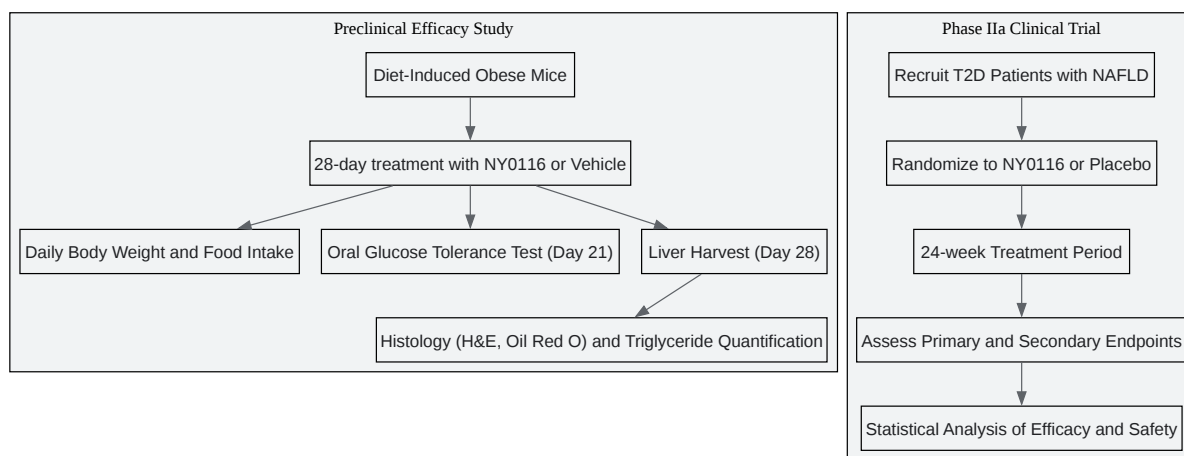 Preclinical Efficacy Study
Diet-Induced Obese Mice
28-day treatment with NY0116 or Vehicle
Daily Body Weight and Food Intake
Oral Glucose Tolerance Test (Day 21)
Liver Harvest (Day 28)
Histology (H&E, Oil Red O) and Triglyceride Quantification
Phase IIa Clinical Trial
Recruit T2D Patients with NAFLD
Randomize to NY0116 or Placebo
24-week Treatment Period
Assess Primary and Secondary Endpoints
Statistical Analysis of Efficacy and Safety